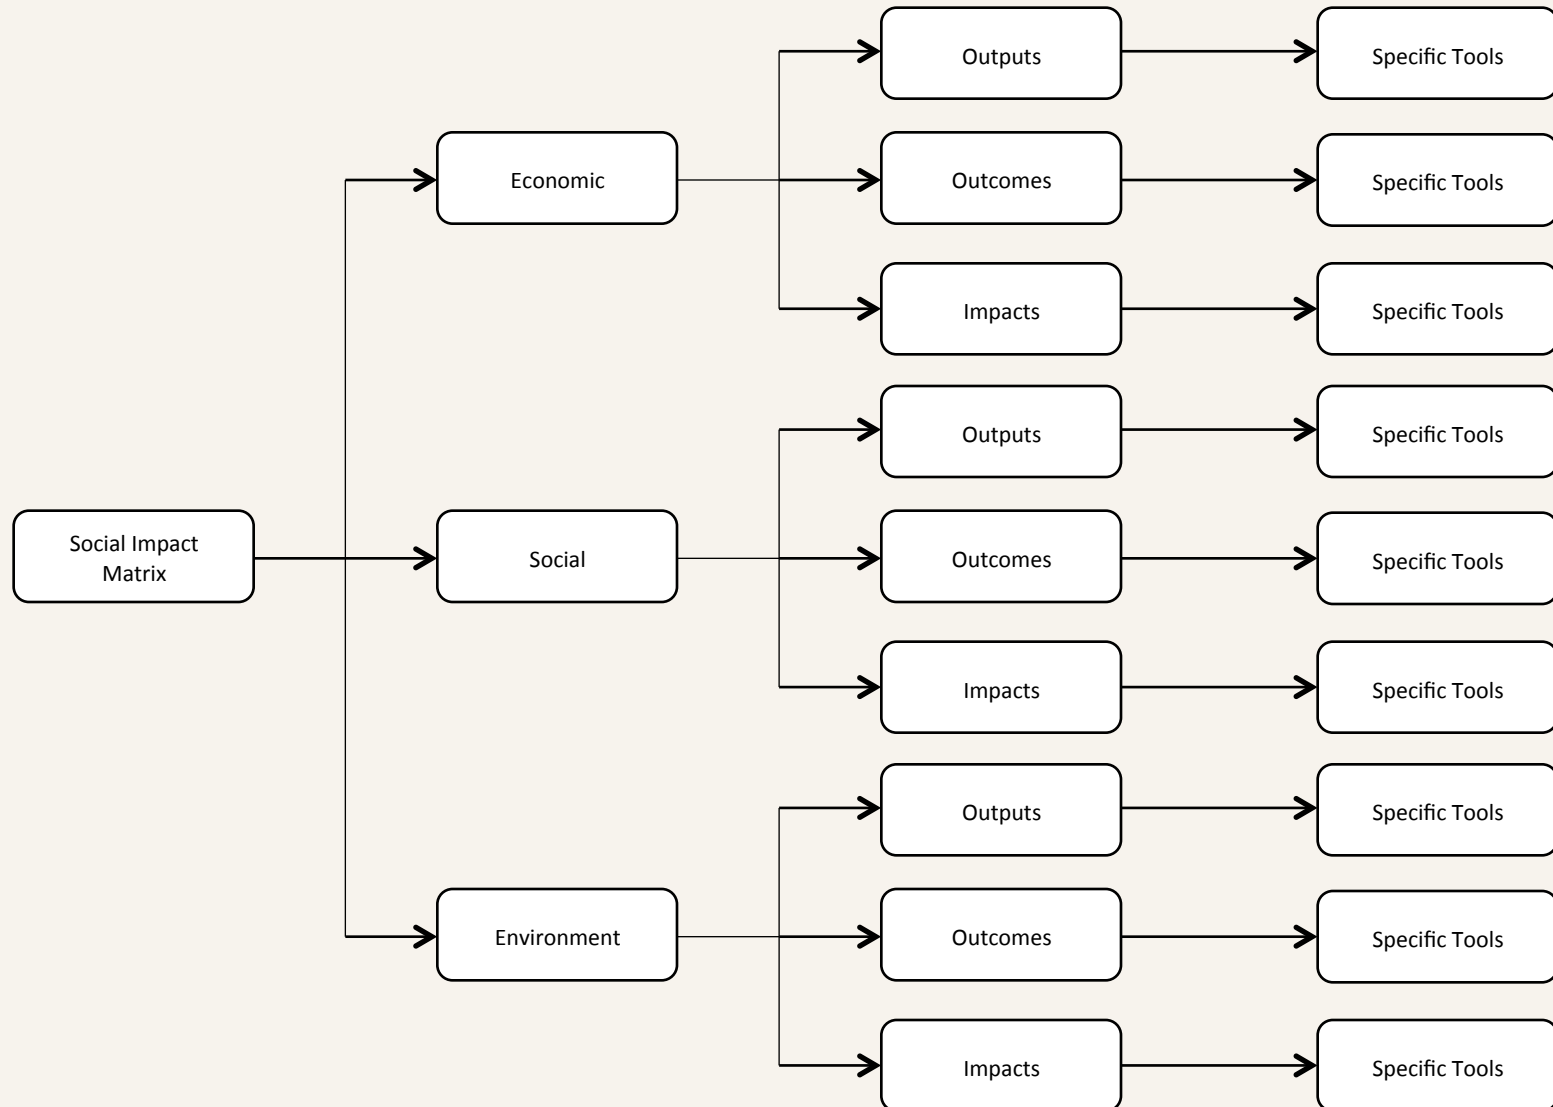 Outputs
Specific Tools
Economic
Outcomes
Specific Tools
Impacts
Specific Tools
Outputs
Specific Tools
Social Impact
Matrix
Social
Outcomes
Specific Tools
Impacts
Specific Tools
Outputs
Specific Tools
Environment
Outcomes
Specific Tools
Impacts
Specific Tools